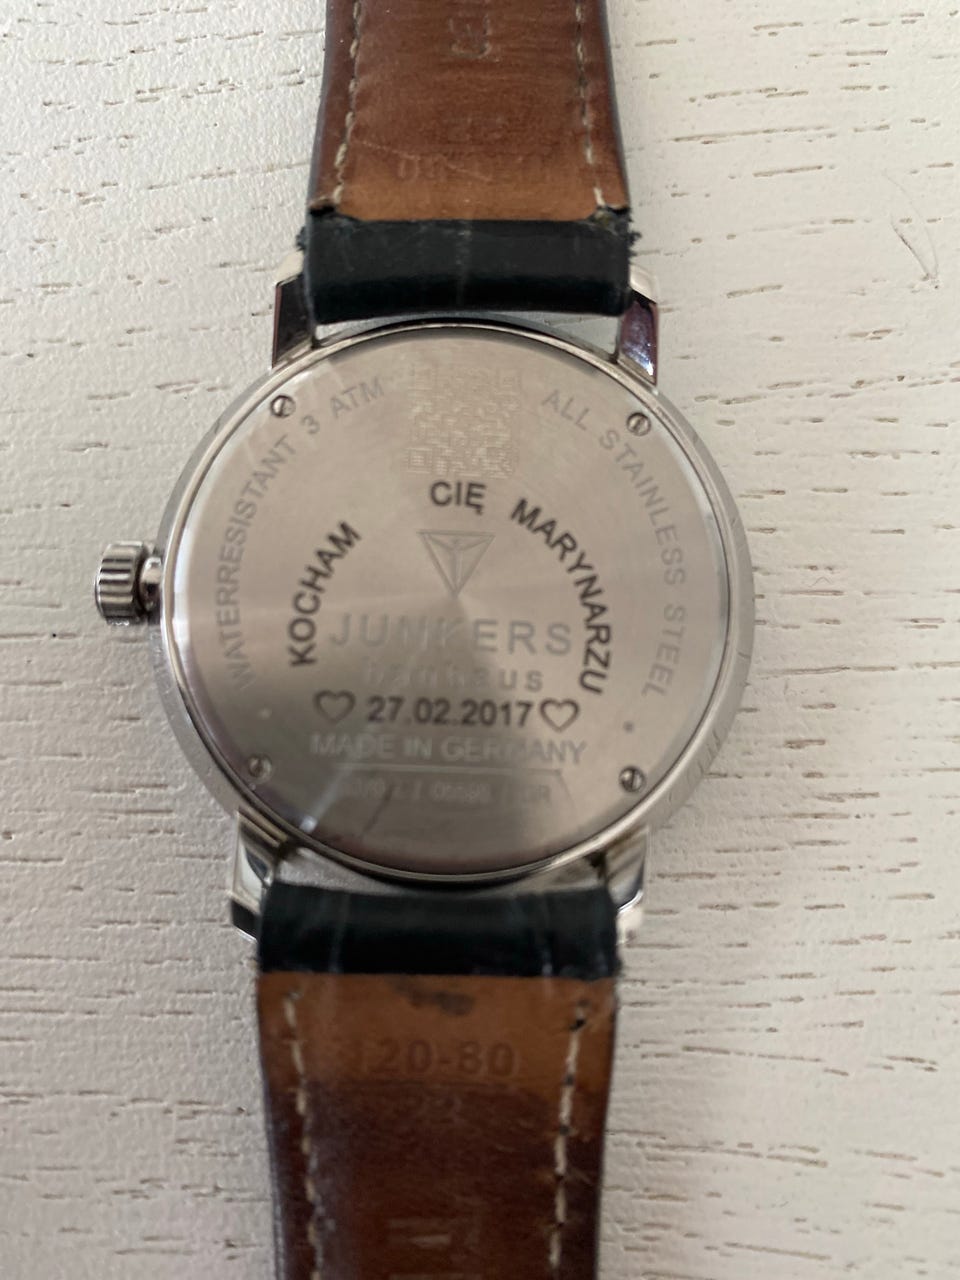 WATERRESISTANT 3 ATM
ALL STAINLESS STEEL
KOCHAM CIĘ MARYNARZU
JUNKERS
bauhaus
27.02.2017
MADE IN GERMANY
120-80